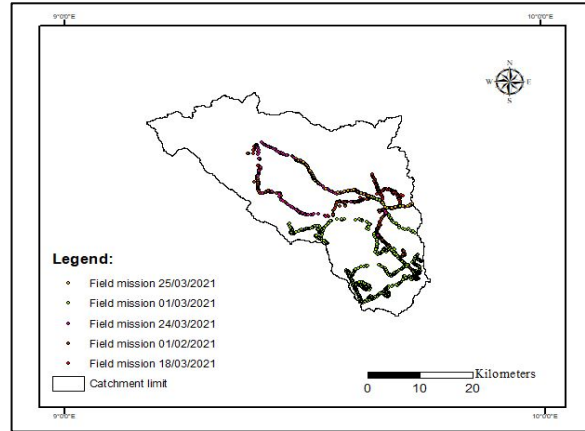 9°0'0"E 10°0'0"E
N
W E
S
Legend:
Field mission 25/03/2021
Field mission 01/03/2021
Field mission 24/03/2021
Field mission 01/02/2021
Field mission 18/03/2021
Catchment limit
Kilometers
0 10 20
9°0'0"E 10°0'0"E